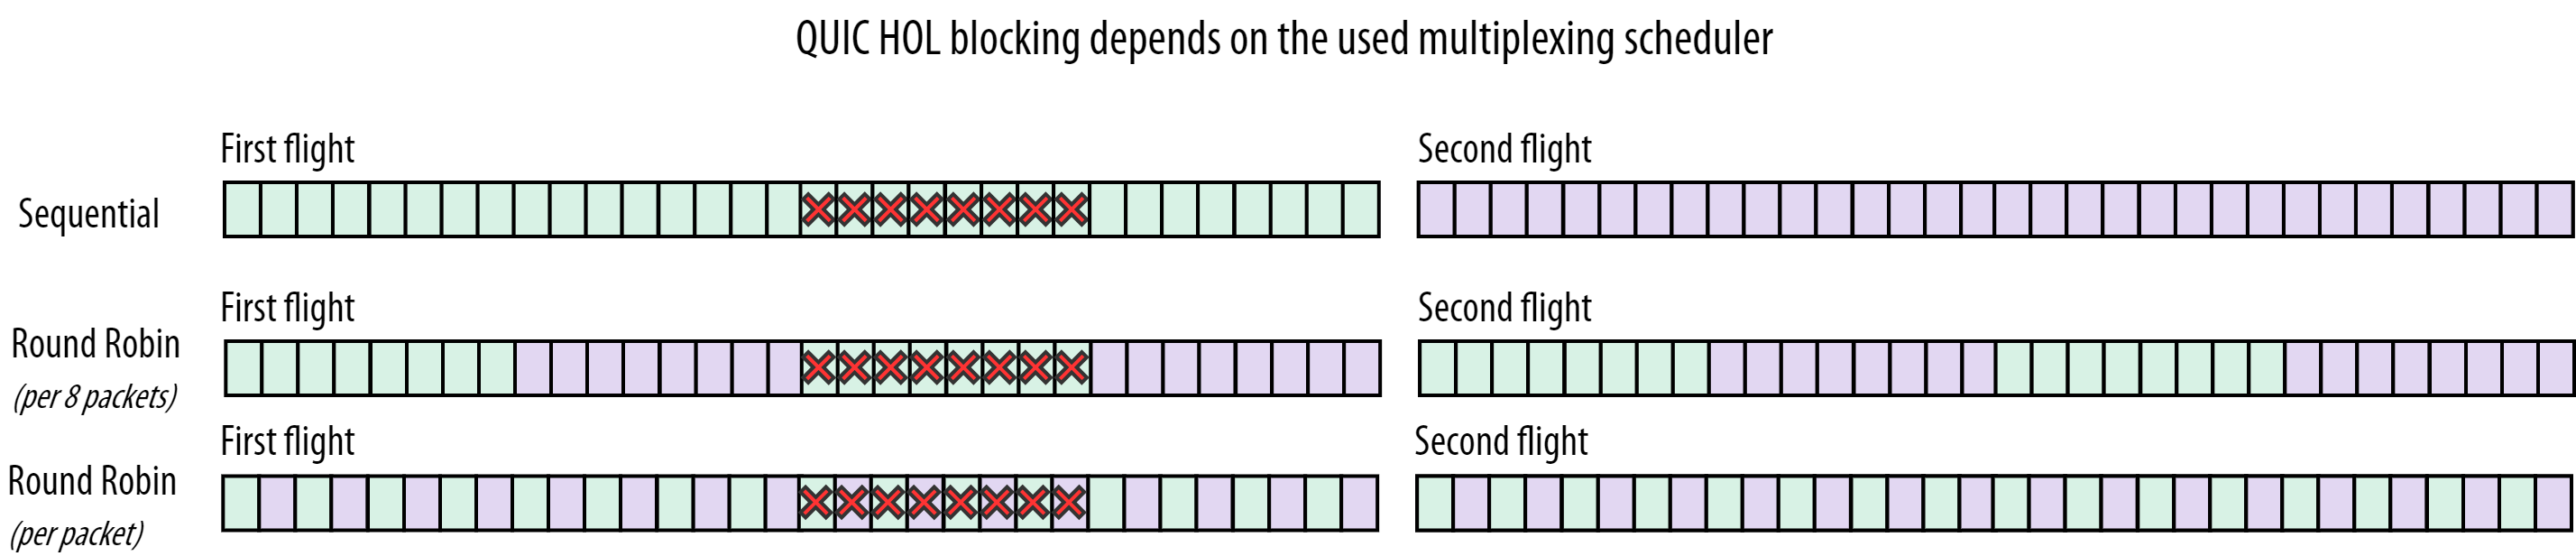 QUIC HOL blocking depends on the used multiplexing scheduler
First flight
Second flight
Sequential
First flight
Second flight
Round Robin
(per 8 packets)
First flight
Second flight
Round Robin
(per packet)